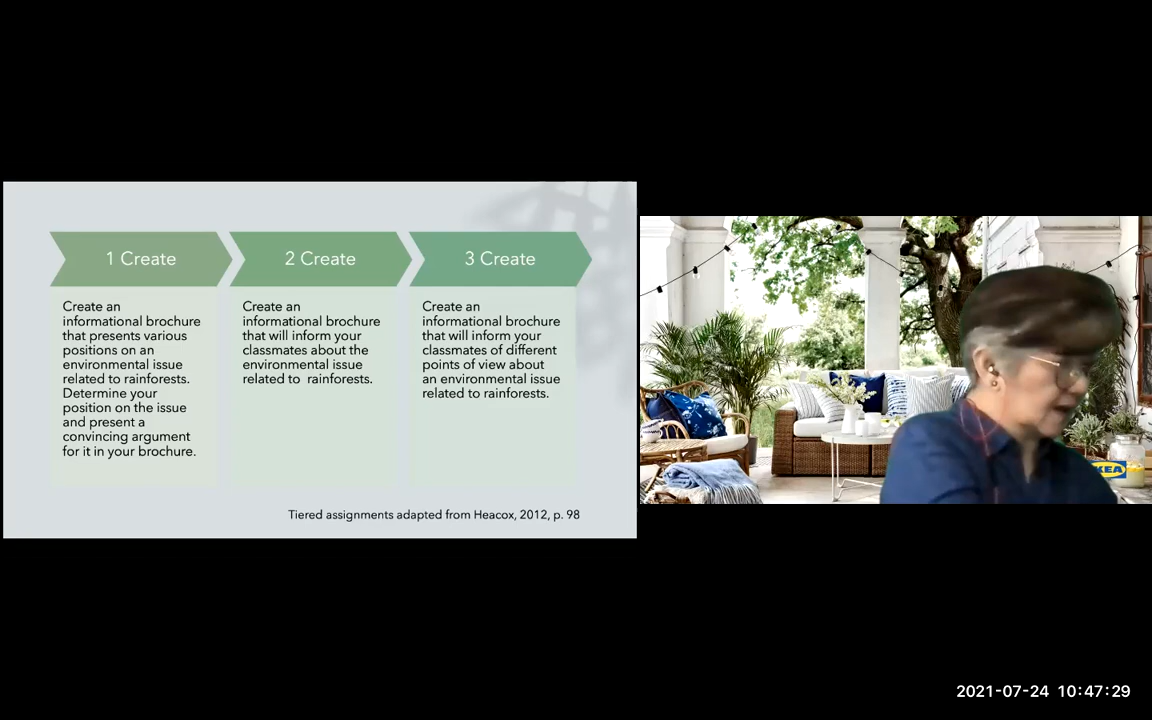 1 Create
Create an
informational brochure
that presents various
positions on an
environmental issue
related to rainforests.
Determine your
position on the issue
and present a
convincing argument
for it in your brochure.
2 Create
Create an
informational brochure
that will inform your
classmates about the
environmental issue
related to  rainforests.
3 Create
Create an
informational brochure
that will inform your
classmates of different
points of view about
an environmental issue
related to rainforests.
Tiered assignments adapted from Heacox, 2012, p. 98
KEA
2021-07-24 10:47:29